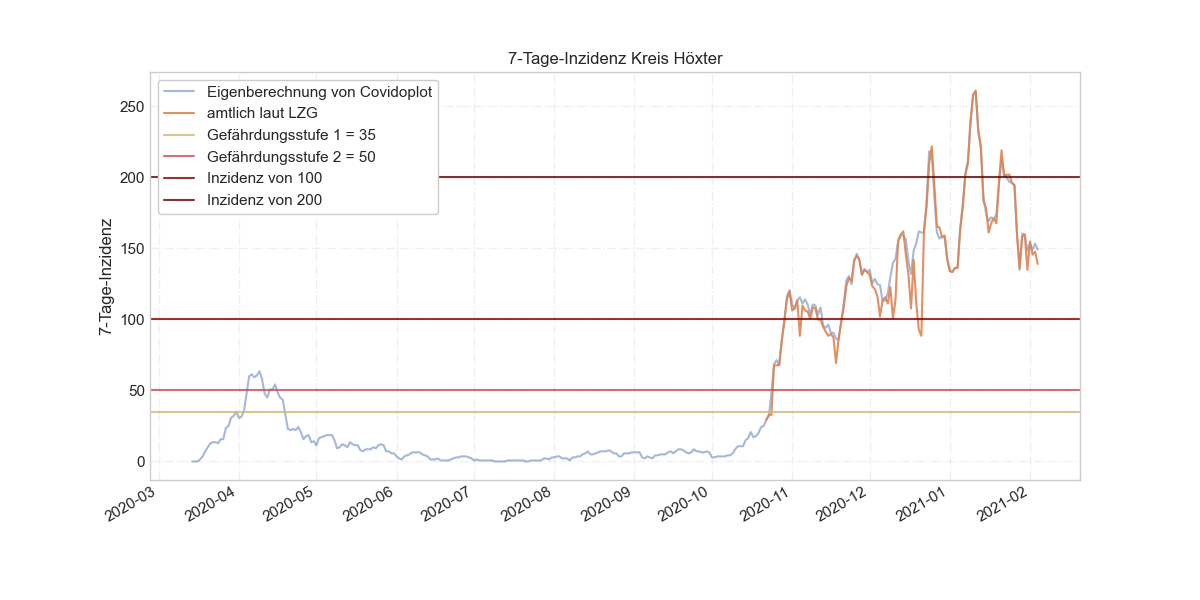 7-Tage-Inzidenz Kreis Höxter
Eigenberechnung von Covidoplot
amtlich laut LZG
Gefährdungsstufe 1 = 35
Gefährdungsstufe 2 = 50
Inzidenz von 100
Inzidenz von 200
7-Tage-Inzidenz
250
200
150
100
50
0
2020-03
2020-04
2020-05
2020-06
2020-07
2020-08
2020-09
2020-10
2020-11
2020-12
2021-01
2021-02